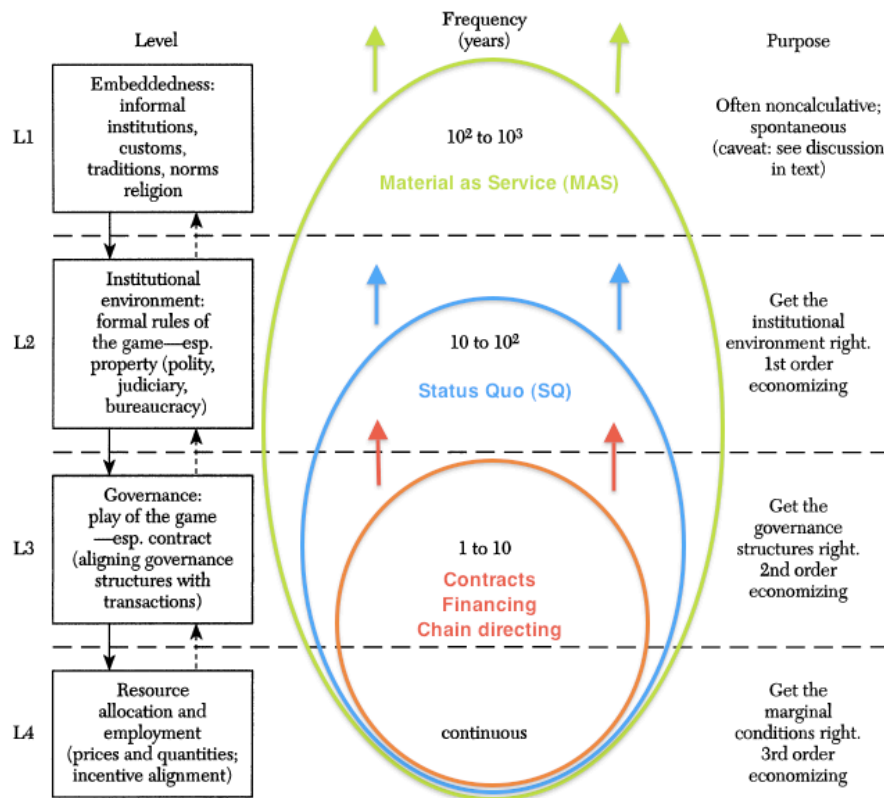 Level
Frequency
(years)
Purpose
L1
Embeddedness:
informal
institutions,
customs,
traditions, norms
religion
10² to 10³
Material as Service (MAS)
Often noncalculative;
spontaneous
(caveat: see discussion
in text)
L2
Institutional
environment:
formal rules of
the game—esp.
property (polity,
judiciary,
bureaucracy)
10 to 10²
Status Quo (SQ)
Get the
institutional
environment right.
1st order
economizing
L3
Governance:
play of the game
—esp. contract
(aligning governance
structures with
transactions)
1 to 10
Contracts
Financing
Chain directing
Get the
governance
structures right.
2nd order
economizing
L4
Resource
allocation and
employment
(prices and quantities;
incentive alignment)
continuous
Get the
marginal
conditions right.
3rd order
economizing